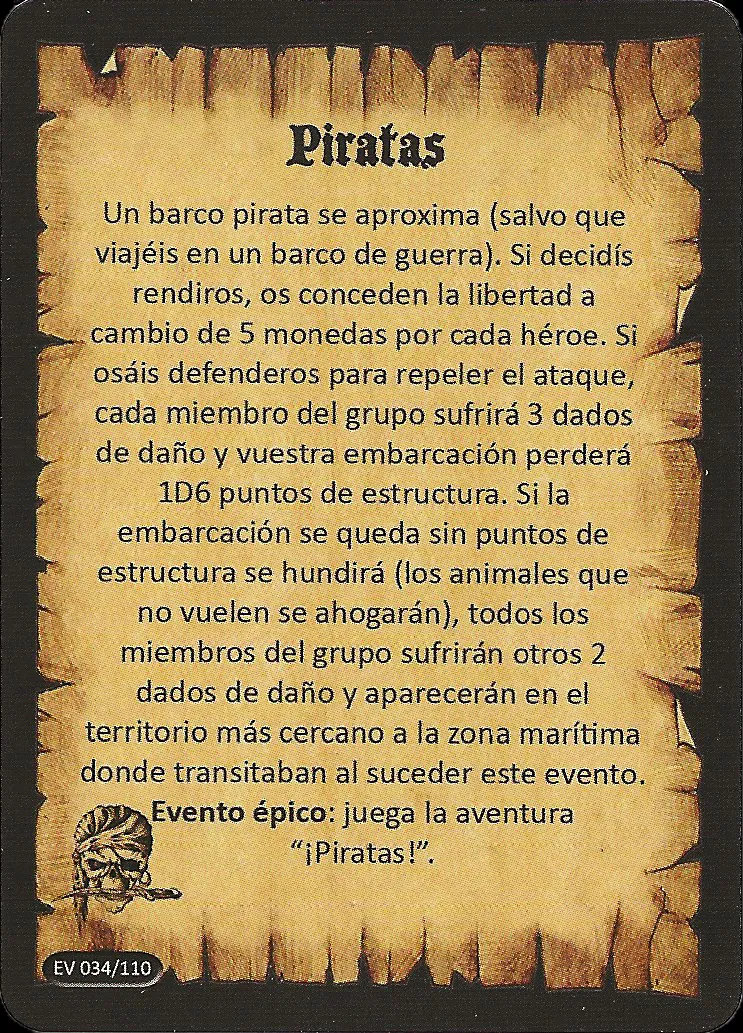 Piratas
Un barco pirata se aproxima (salvo que
viajéis en un barco de guerra). Si decidís
rendiros, os conceden la libertad a
cambio de 5 monedas por cada héroe. Si
osáis defenderos para repeler el ataque,
cada miembro del grupo sufrirá 3 dados
de daño y vuestra embarcación perderá
1D6 puntos de estructura. Si la
embarcación se queda sin puntos de
estructura se hundirá (los animales que
no vuelen se ahogarán), todos los
miembros del grupo sufrirán otros 2
dados de daño y aparecerán en el
territorio más cercano a la zona marítima
donde transitaban al suceder este evento.
Evento épico: juega la aventura
“¡Piratas!”.
EV 034/110